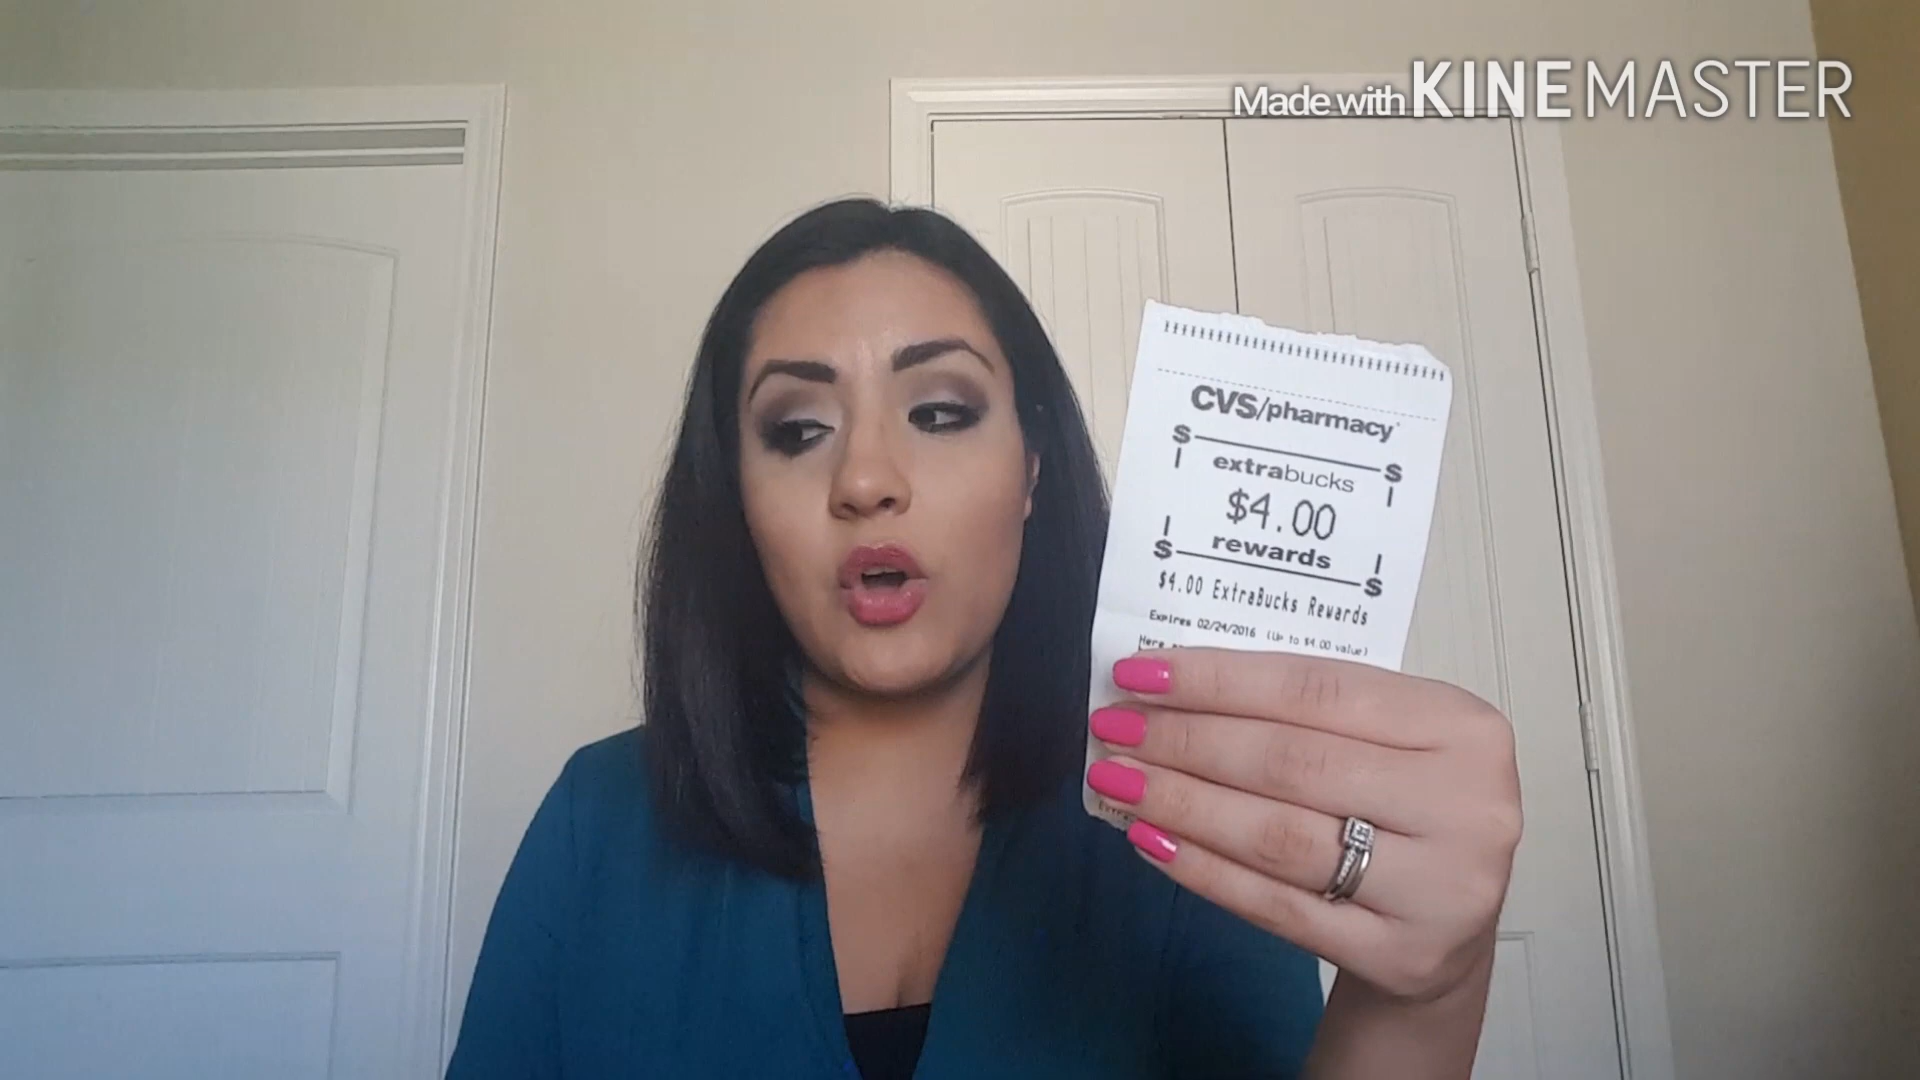 Made with KINEMASTER
CVS/pharmacy
$ $
extrabucks
$4.00
rewards
$ $
$4.00 ExtraBucks Rewards
Expires 02/24/2016 (Up to $4.00 value)
Here